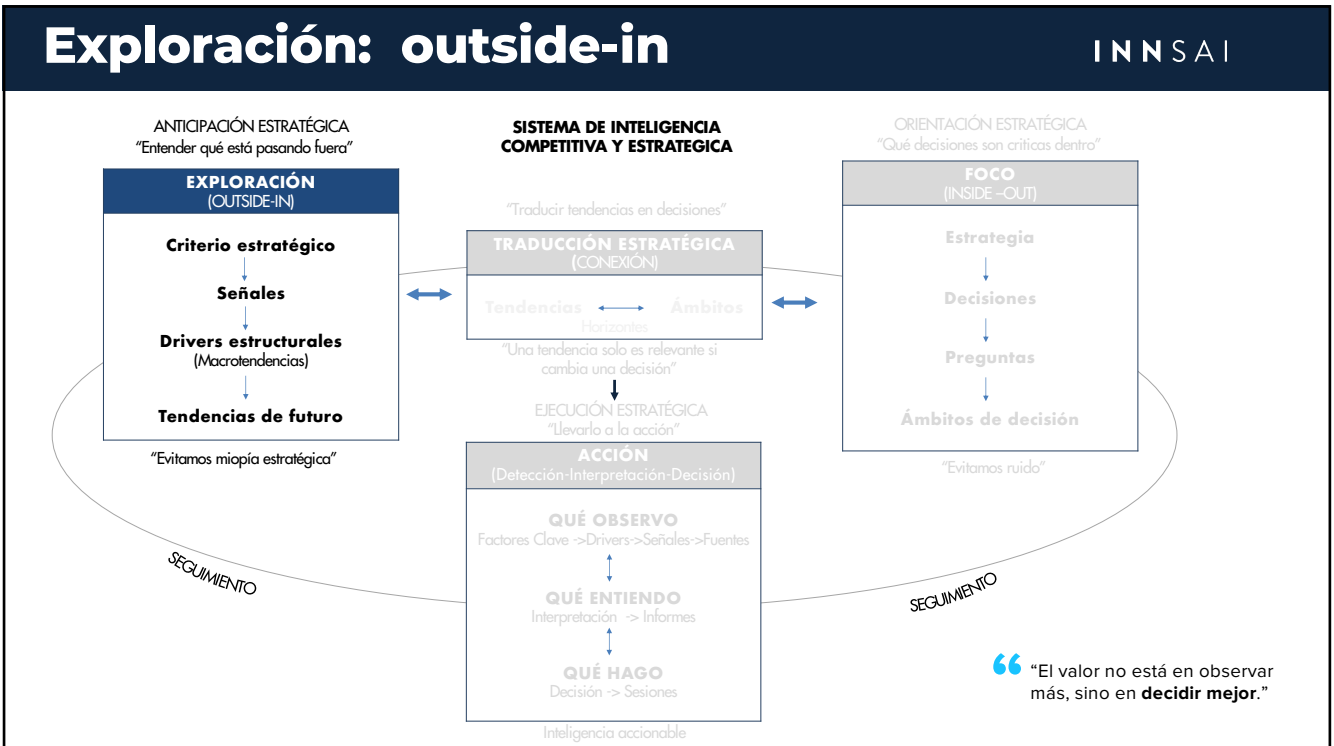 Exploración: outside-in
INNSAI
ANTICIPACIÓN ESTRATÉGICA
“Entender qué está pasando fuera”
EXPLORACIÓN
(OUTSIDE-IN)
Criterio estratégico
Señales
Drivers estructurales
(Macrotendencias)
Tendencias de futuro
“Evitamos miopía estratégica”
SISTEMA DE INTELIGENCIA
COMPETITIVA Y ESTRATEGICA
“Traducir tendencias en decisiones”
TRADUCCIÓN ESTRATÉGICA
(CONEXIÓN)
Tendencias Ámbitos
Horizontes
“Una tendencia solo es relevante si
cambia una decisión”
EJECUCIÓN ESTRATÉGICA
“Llevarlo a la acción”
ACCIÓN
(Detección-Interpretación-Decisión)
QUÉ OBSERVO
Factores Clave ->Drivers->Señales->Fuentes
QUÉ ENTIENDO
Interpretación -> Informes
QUÉ HAGO
Decisión -> Sesiones
Inteligencia accionable
ORIENTACIÓN ESTRATÉGICA
“Qué decisiones son criticas dentro”
FOCO
(INSIDE –OUT)
Estrategia
Decisiones
Preguntas
Ámbitos de decisión
“Evitamos ruido”
SEGUIMIENTO
SEGUIMIENTO
“El valor no está en observar
más, sino en decidir mejor.”